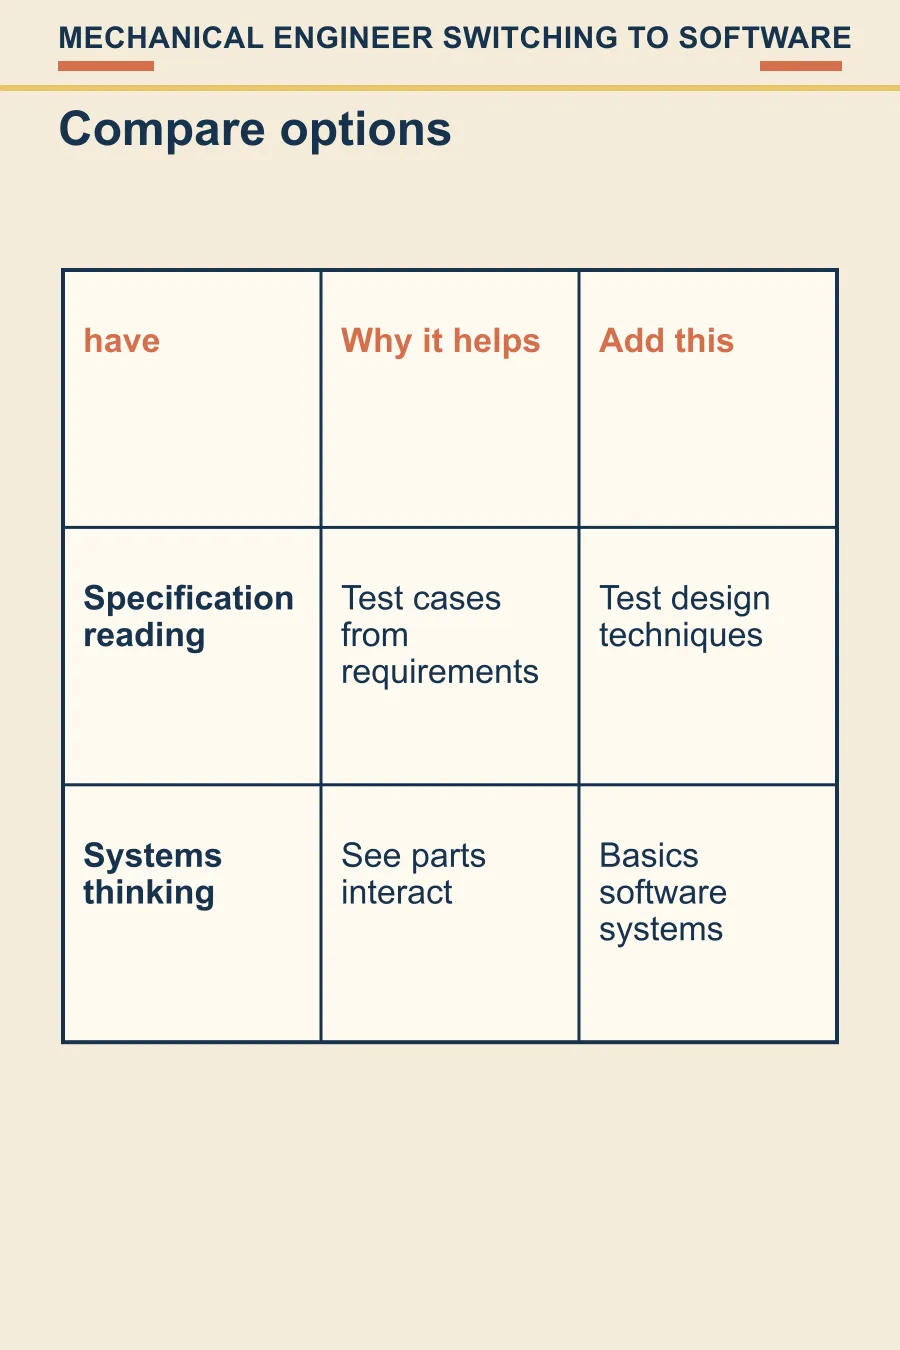 MECHANICAL ENGINEER SWITCHING TO SOFTWARE
Compare options
have
Why it helps
Add this
Specification
reading
Test cases
from
requirements
Test design
techniques
Systems
thinking
See parts
interact
Basics
software
systems